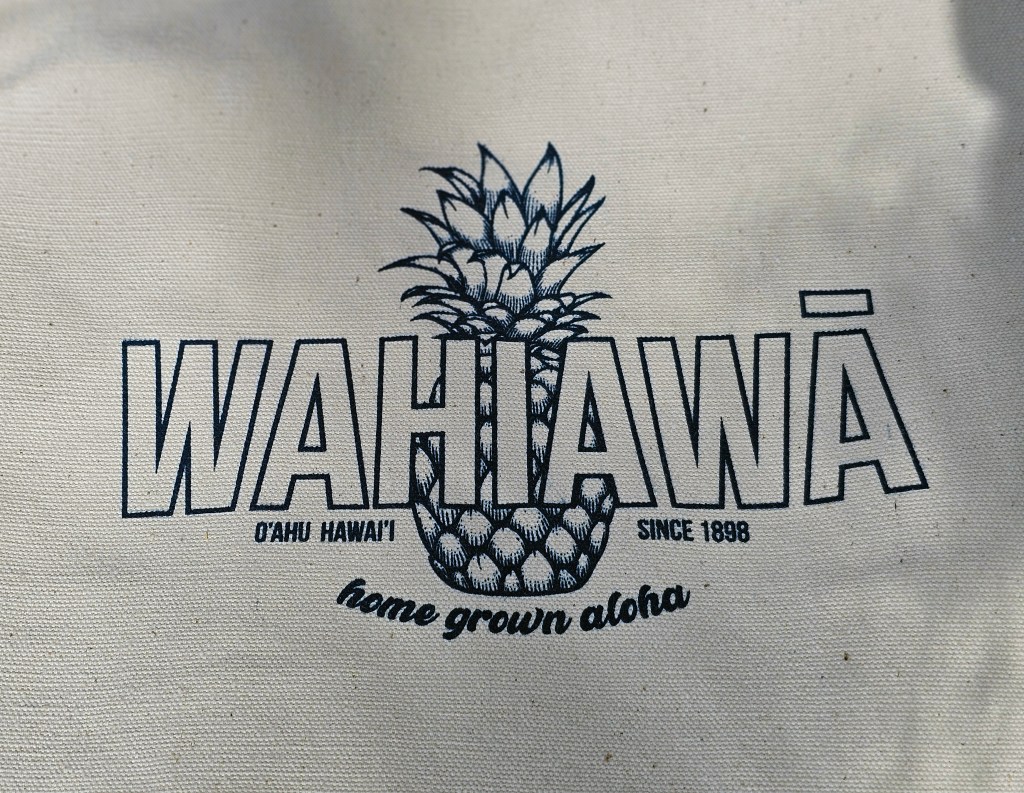 WAHIAWĀ
O'AHU HAWAI'I
SINCE 1898
home grown aloha